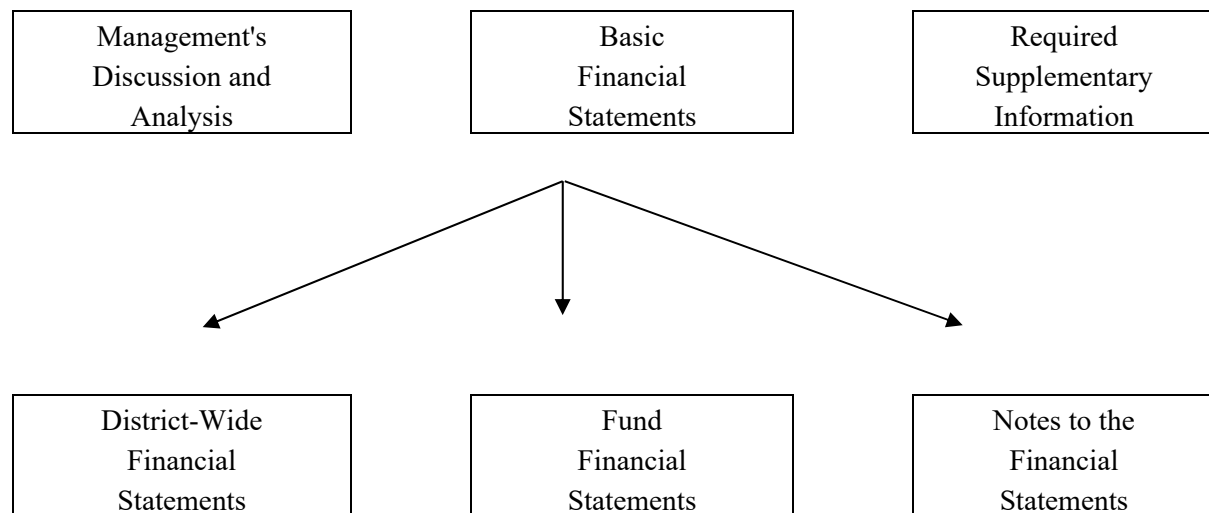 Management's
Discussion and
Analysis
Basic
Financial
Statements
Required
Supplementary
Information
District-Wide
Financial
Statements
Fund
Financial
Statements
Notes to the
Financial
Statements